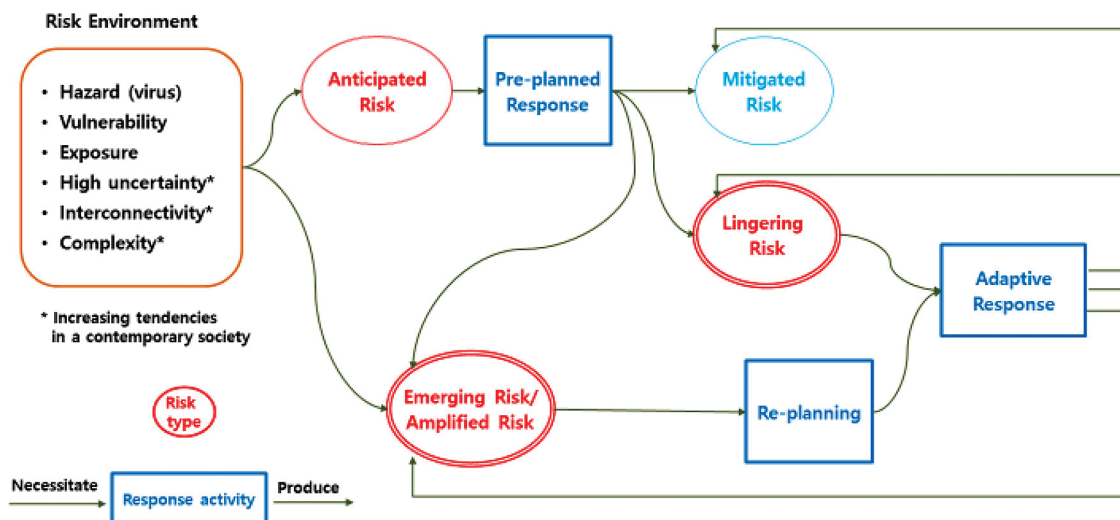 Risk Environment
• Hazard (virus)
• Vulnerability
• Exposure
• High uncertainty*
• Interconnectivity*
• Complexity*
* Increasing tendencies
in a contemporary society
Anticipated
Risk
Pre-planned
Response
Mitigated
Risk
Lingering
Risk
Adaptive
Response
Emerging Risk/
Amplified Risk
Re-planning
Risk
type
Necessitate
Response activity
Produce